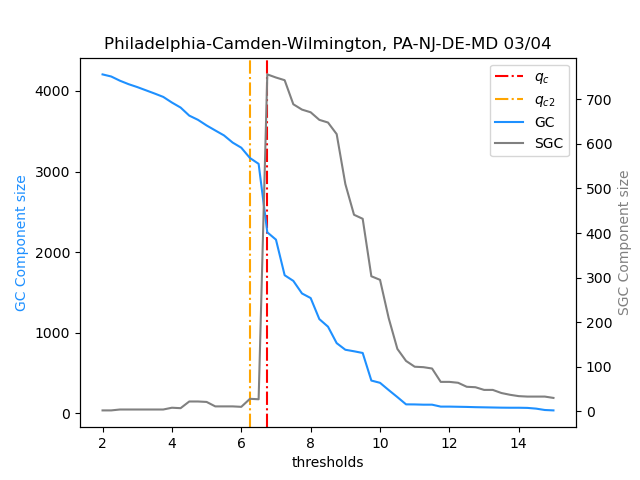 Philadelphia-Camden-Wilmington, PA-NJ-DE-MD 03/04
q_c
q_c2
GC
SGC
GC Component size
4000
3000
2000
1000
0
SGC Component size
700
600
500
400
300
200
100
0
2 4 6 8 10 12 14
thresholds